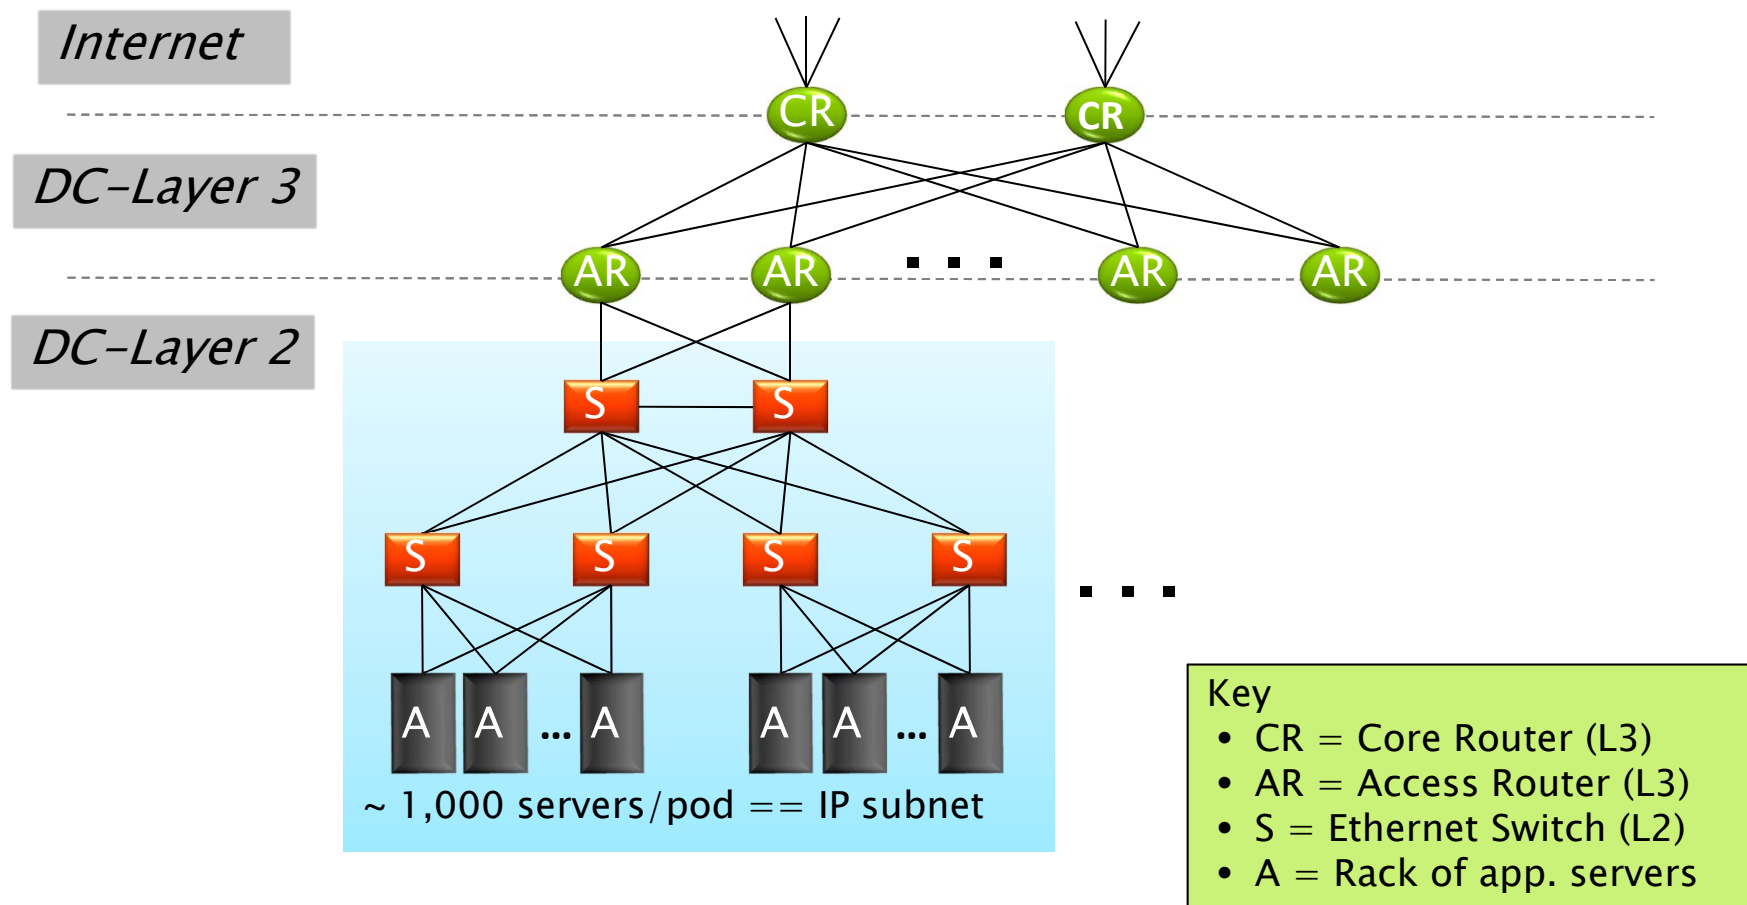 Internet
CR CR
DC-Layer 3
AR AR ... AR AR
DC-Layer 2
S S
S S S S
...
A A ... A A A ... A
~ 1,000 servers/pod == IP subnet
Key
• CR = Core Router (L3)
• AR = Access Router (L3)
• S = Ethernet Switch (L2)
• A = Rack of app. servers